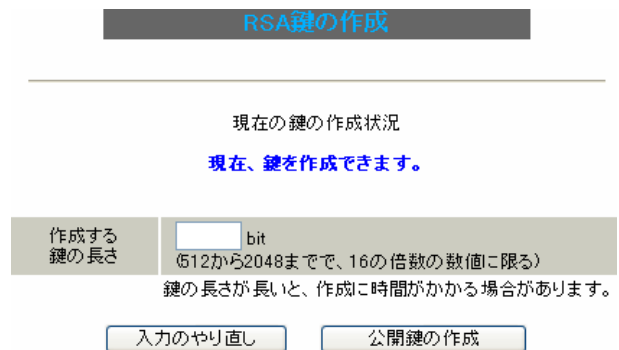 RSA鍵の作成
現在の鍵の作成状況
現在、鍵を作成できます。
作成する
鍵の長さ
bit
(512から2048までで、16の倍数の数値に限る)
鍵の長さが長いと、作成に時間がかかる場合があります。
入力のやり直し
公開鍵の作成